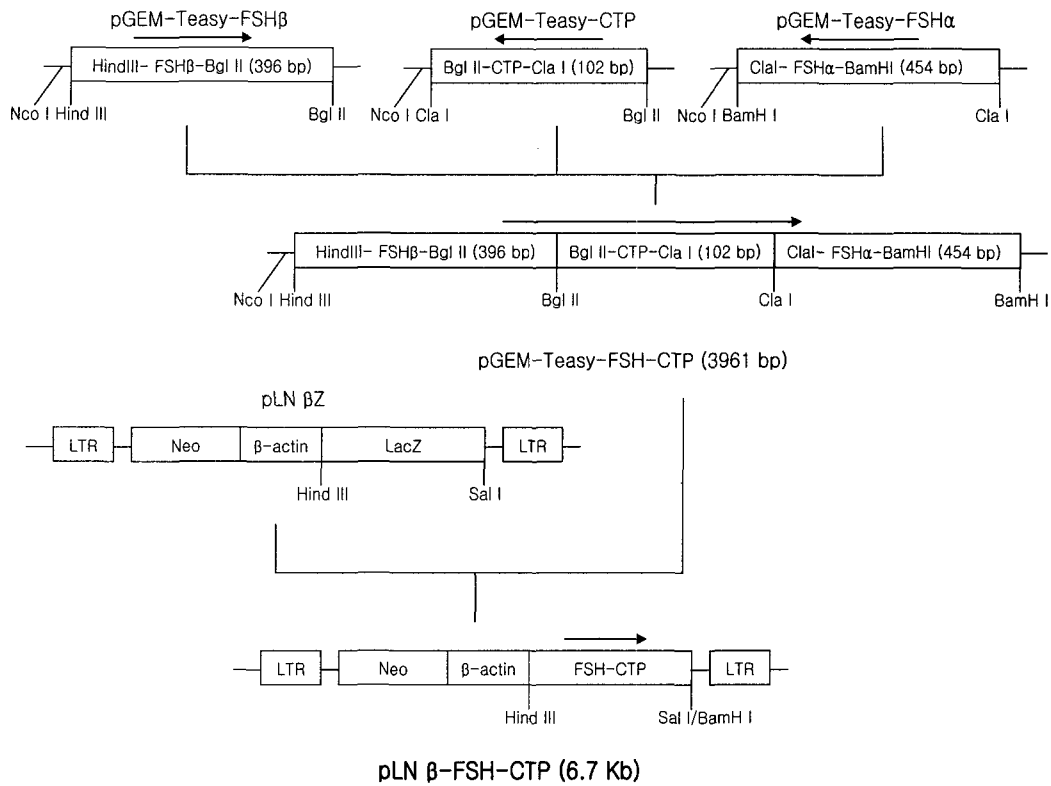 pGEM-Teasy-FSHβ
pGEM-Teasy-CTP
pGEM-Teasy-FSHα
HindIII- FSHβ-Bgl II (396 bp)
Bgl II-CTP-Cla I (102 bp)
ClaI- FSHα-BamHI (454 bp)
Nco I Hind III
Bgl II
Nco I Cla I
Bgl II
Nco I BamH I
Cla I
HindIII- FSHβ-Bgl II (396 bp)
Bgl II-CTP-Cla I (102 bp)
ClaI- FSHα-BamHI (454 bp)
Nco I Hind III
Bgl II
Cla I
BamH I
pGEM-Teasy-FSH-CTP (3961 bp)
pLN βZ
LTR
Neo
β-actin
LacZ
LTR
Hind III
Sal I
LTR
Neo
β-actin
FSH-CTP
LTR
Hind III
Sal I/BamH I
pLN β-FSH-CTP (6.7 Kb)